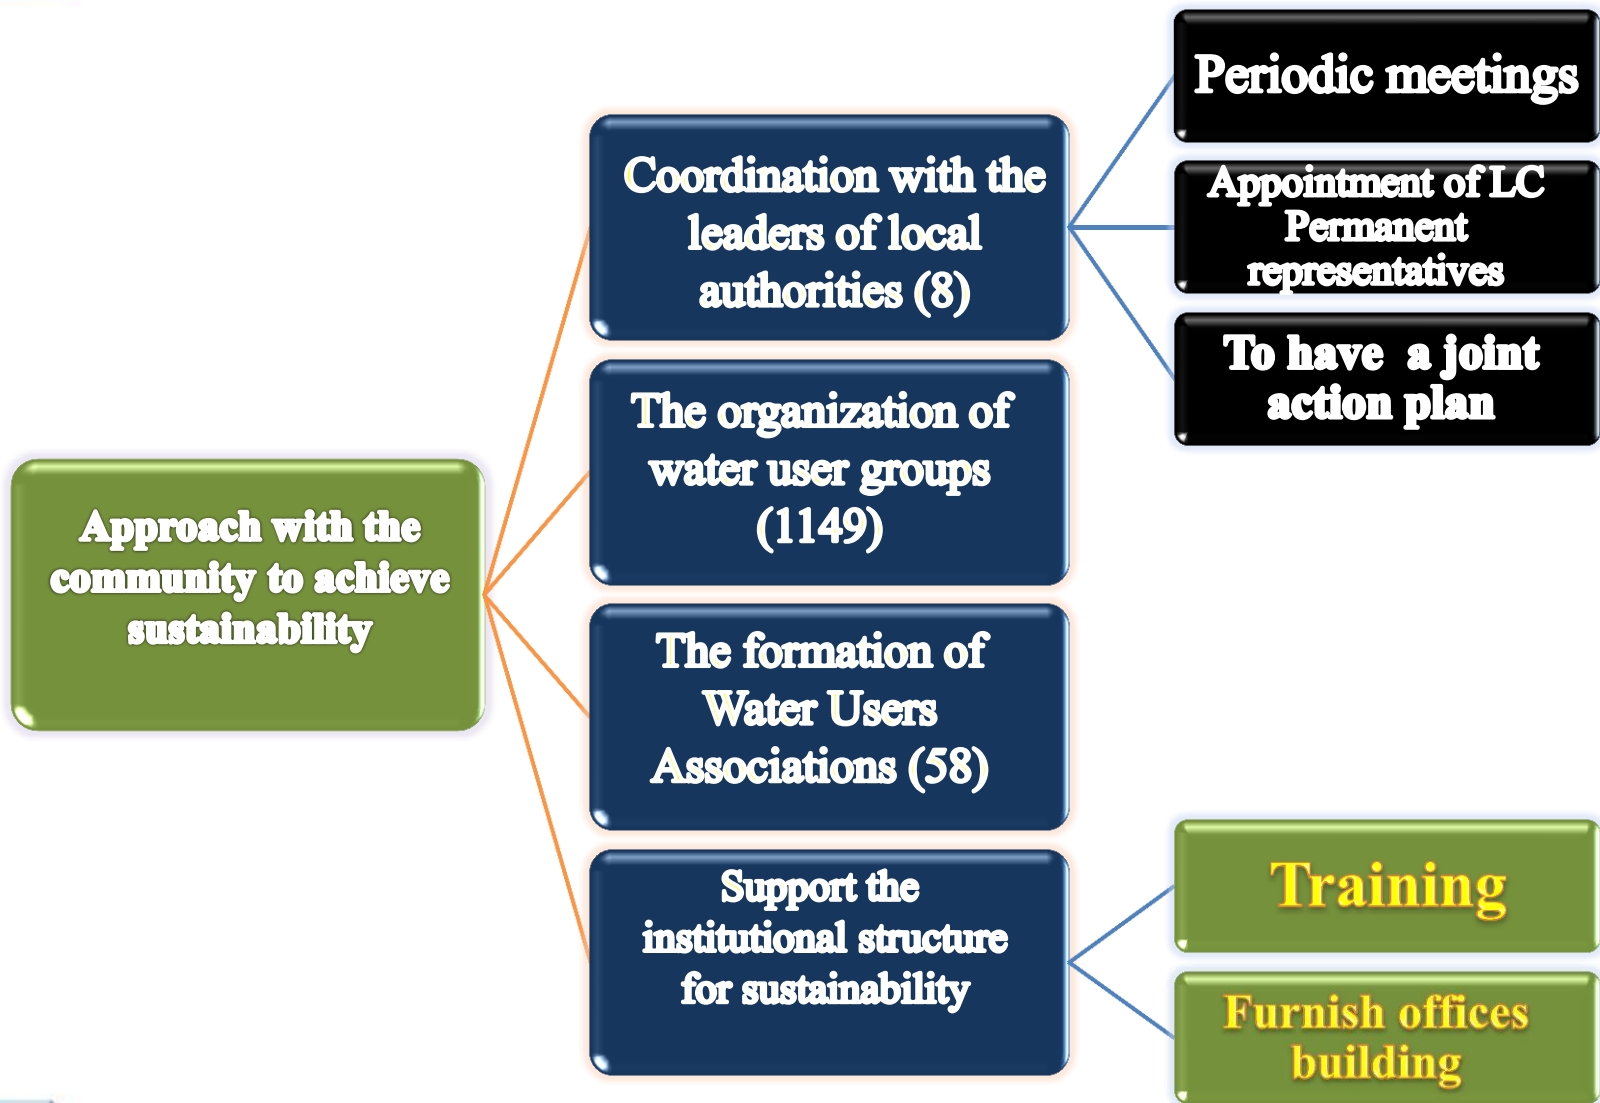 Approach with the
community to achieve
sustainability
Coordination with the
leaders of local
authorities (8)
Periodic meetings
Appointment of LC
Permanent
representatives
To have a joint
action plan
The organization of
water user groups
(1149)
The formation of
Water Users
Associations (58)
Support the
institutional structure
for sustainability
Training
Furnish offices
building